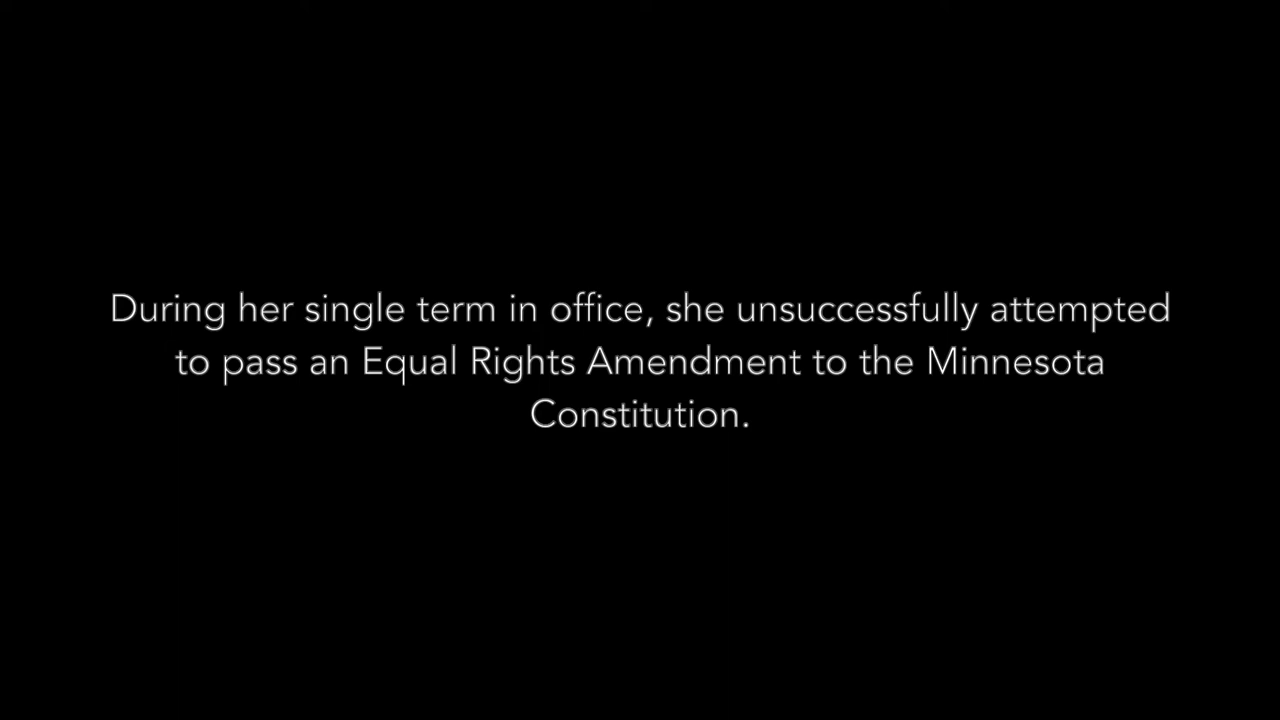 During her single term in office, she unsuccessfully attempted
to pass an Equal Rights Amendment to the Minnesota
Constitution.